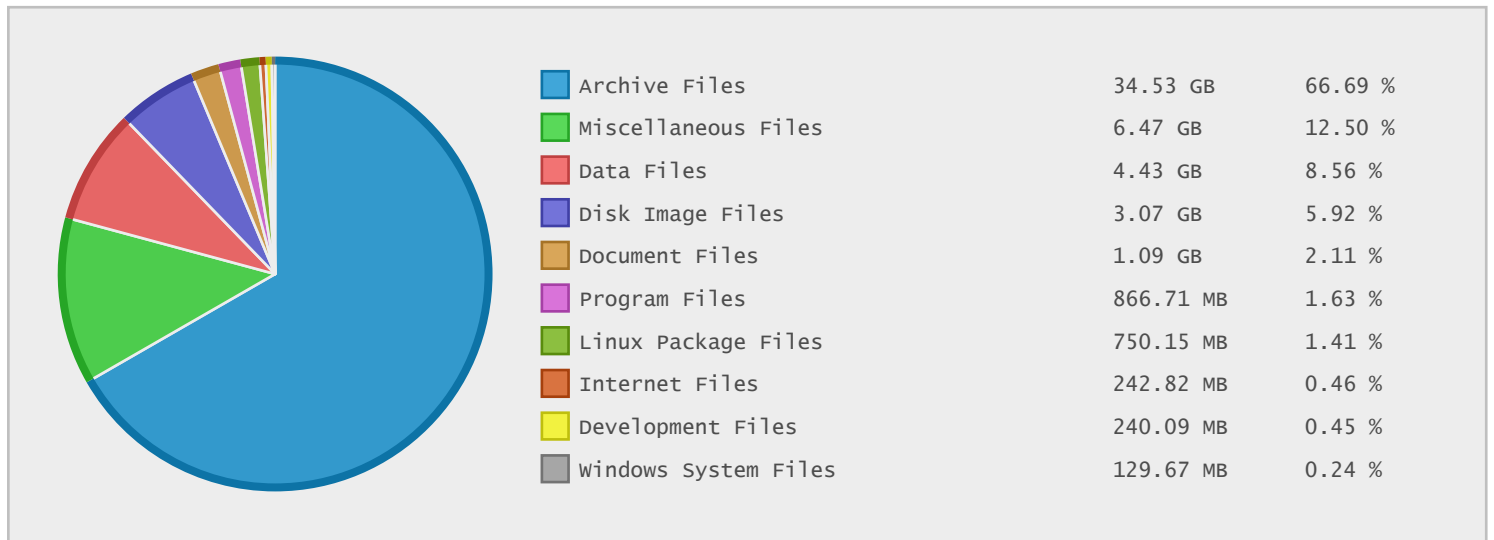 Archive Files 34.53 GB 66.69 %
Miscellaneous Files 6.47 GB 12.50 %
Data Files 4.43 GB 8.56 %
Disk Image Files 3.07 GB 5.92 %
Document Files 1.09 GB 2.11 %
Program Files 866.71 MB 1.63 %
Linux Package Files 750.15 MB 1.41 %
Internet Files 242.82 MB 0.46 %
Development Files 240.09 MB 0.45 %
Windows System Files 129.67 MB 0.24 %